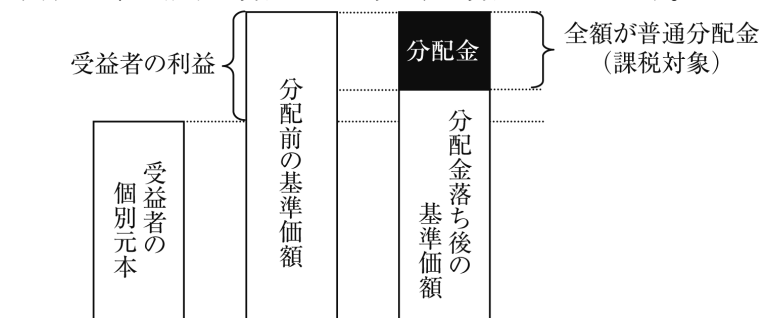 受益者の利益
分配金
全額が普通分配金
(課税対象)
受益者の
個別元本
分配前の基準価額
分配金落ち後の
基準価額